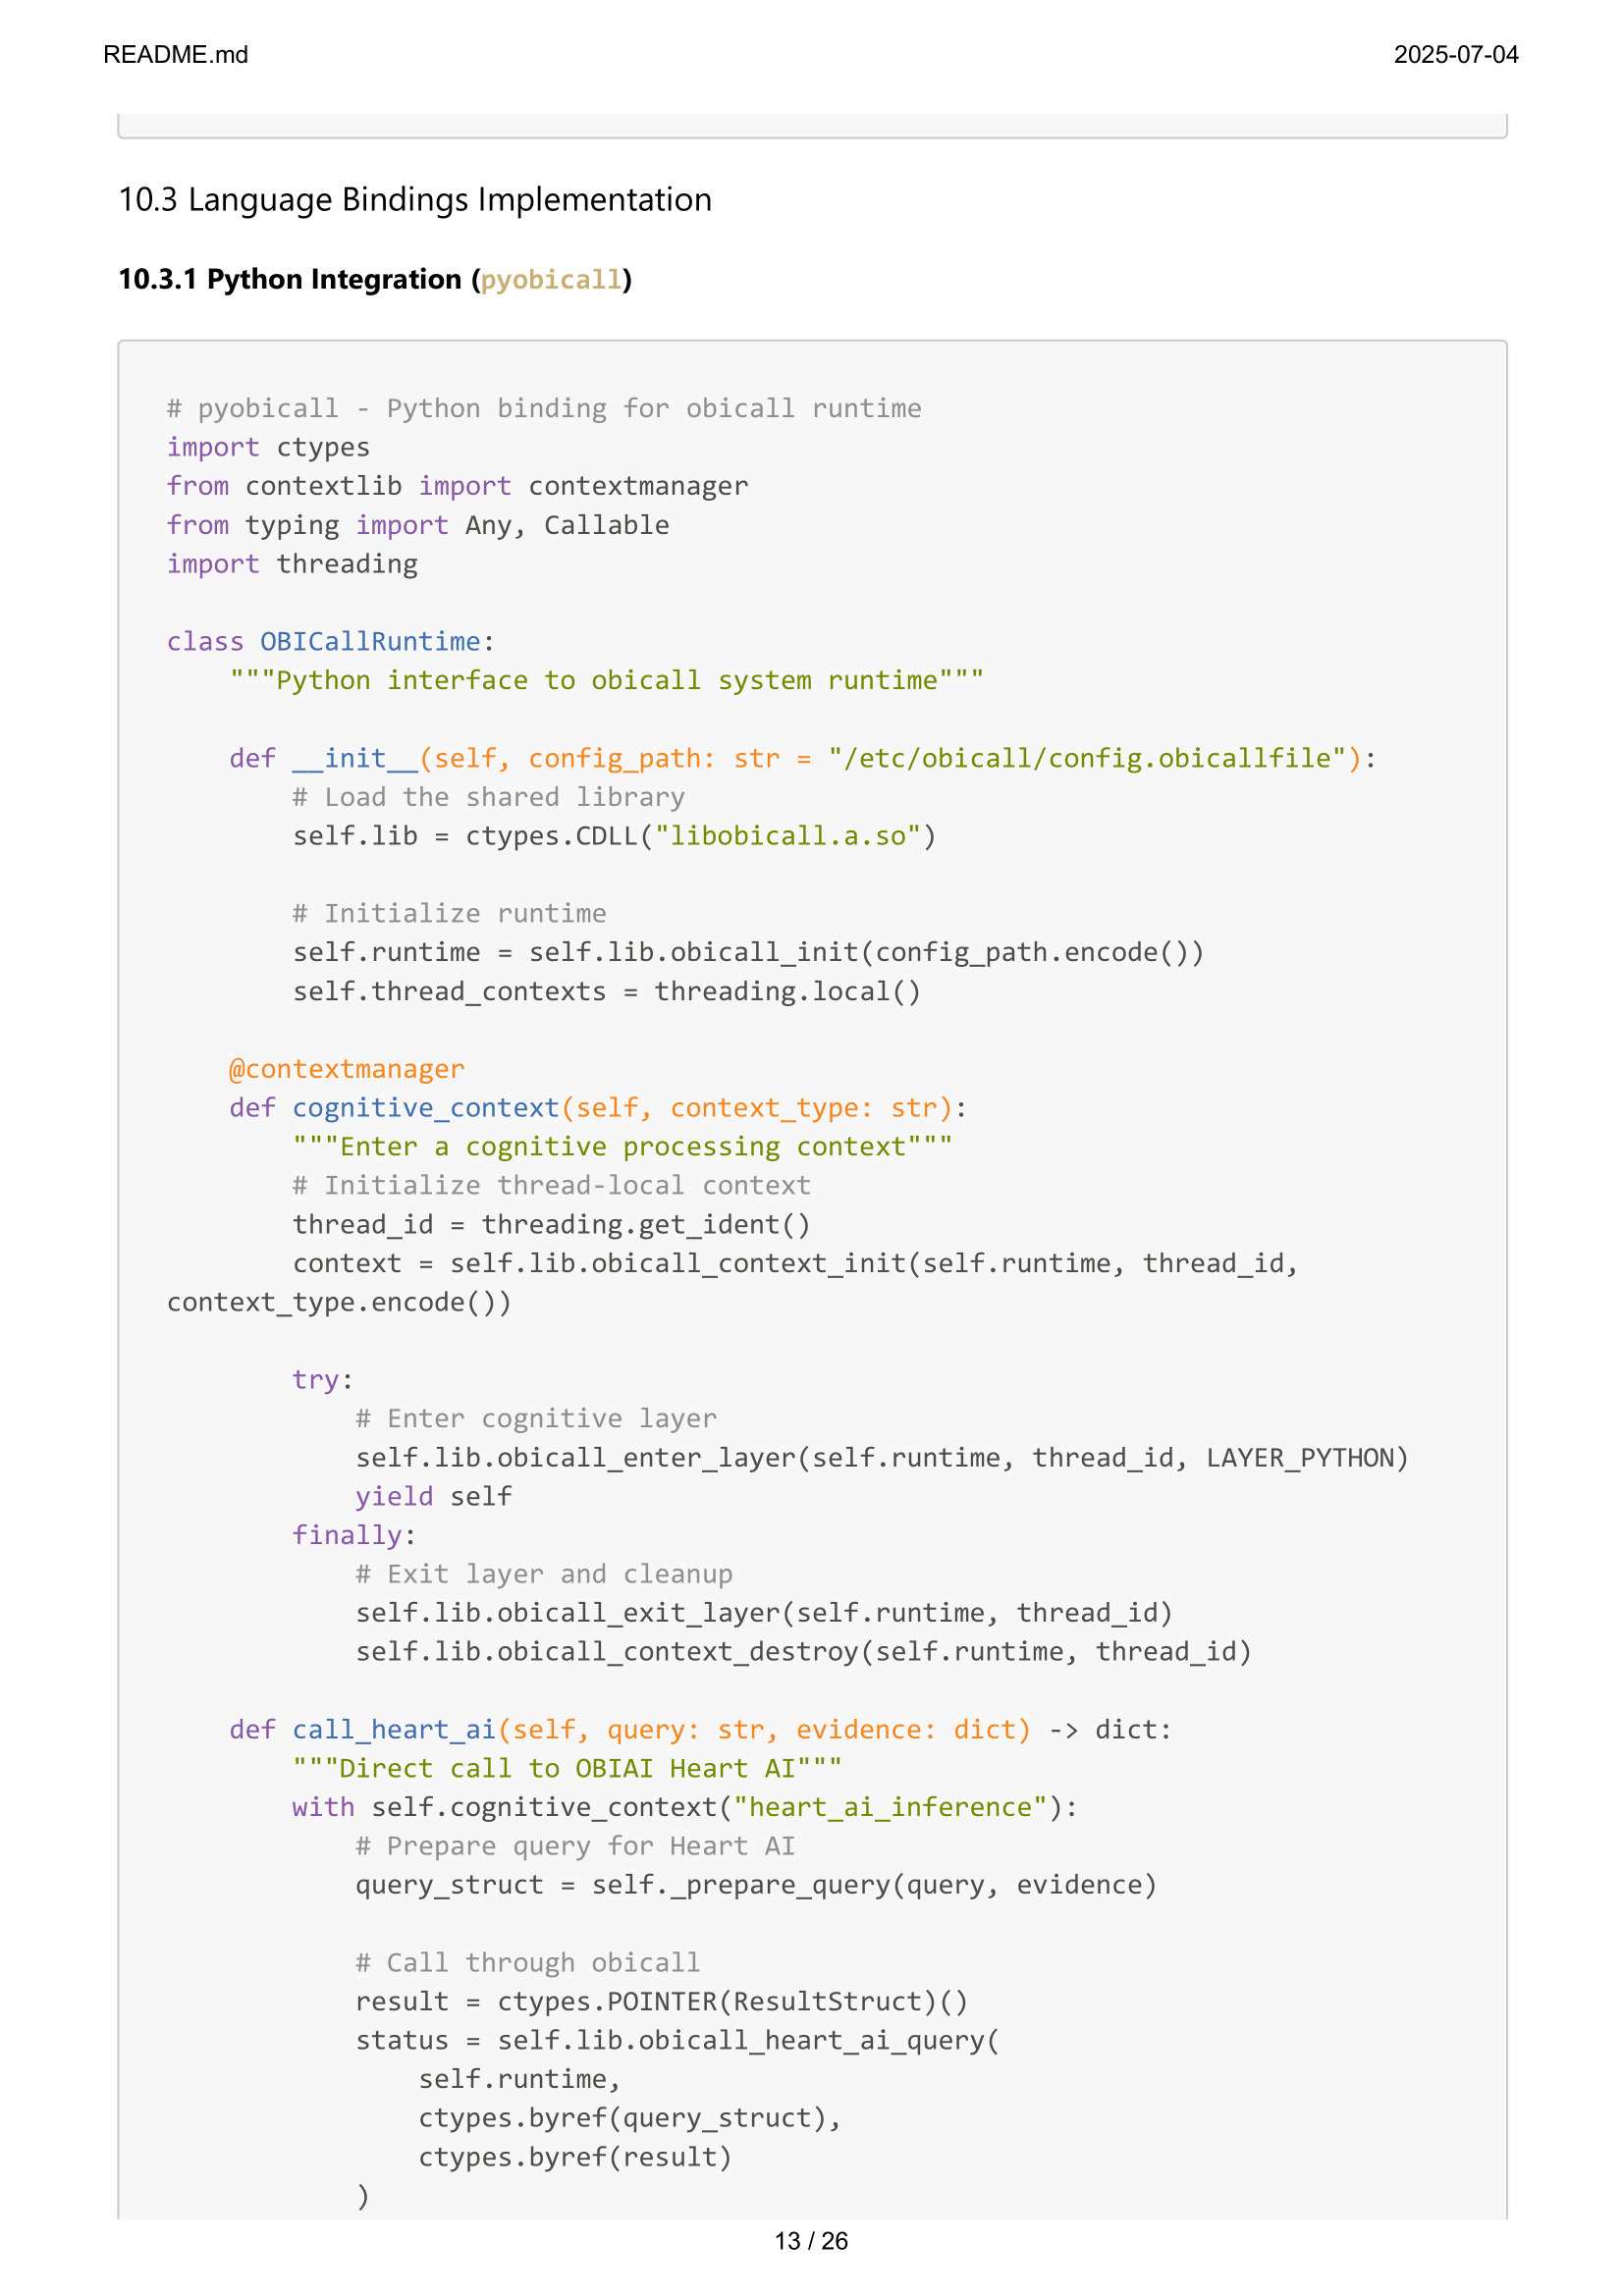 README.md
2025-07-04
10.3 Language Bindings Implementation
10.3.1 Python Integration (pyobicall)
# pyobicall - Python binding for obicall runtime
import ctypes
from contextlib import contextmanager
from typing import Any, Callable
import threading

class OBICallRuntime:
    """Python interface to obicall system runtime"""

    def __init__(self, config_path: str = "/etc/obicall/config.obicallfile"):
        # Load the shared library
        self.lib = ctypes.CDLL("libobicall.a.so")

        # Initialize runtime
        self.runtime = self.lib.obicall_init(config_path.encode())
        self.thread_contexts = threading.local()

    @contextmanager
    def cognitive_context(self, context_type: str):
        """Enter a cognitive processing context"""
        # Initialize thread-local context
        thread_id = threading.get_ident()
        context = self.lib.obicall_context_init(self.runtime, thread_id,
context_type.encode())

        try:
            # Enter cognitive layer
            self.lib.obicall_enter_layer(self.runtime, thread_id, LAYER_PYTHON)
            yield self
        finally:
            # Exit layer and cleanup
            self.lib.obicall_exit_layer(self.runtime, thread_id)
            self.lib.obicall_context_destroy(self.runtime, thread_id)

    def call_heart_ai(self, query: str, evidence: dict) -> dict:
        """Direct call to OBIAI Heart AI"""
        with self.cognitive_context("heart_ai_inference"):
            # Prepare query for Heart AI
            query_struct = self._prepare_query(query, evidence)

            # Call through obicall
            result = ctypes.POINTER(ResultStruct)()
            status = self.lib.obicall_heart_ai_query(
                self.runtime,
                ctypes.byref(query_struct),
                ctypes.byref(result)
            )
13 / 26